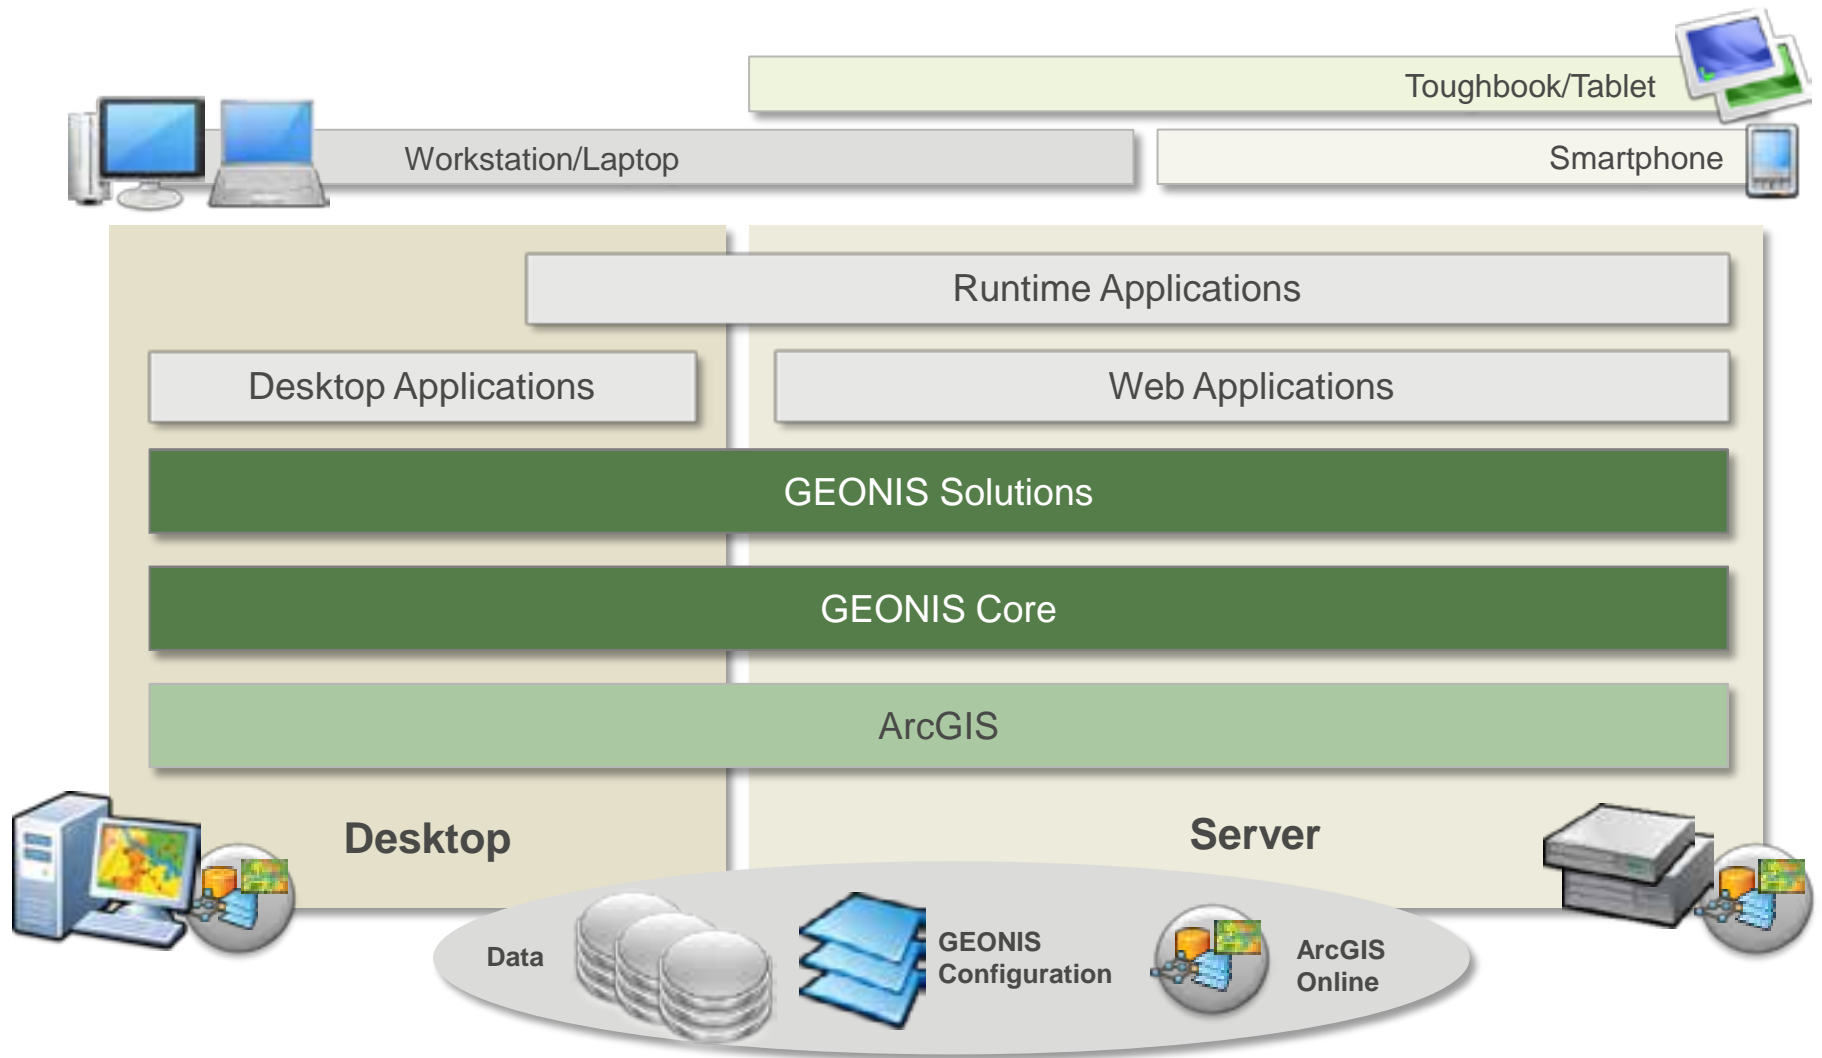 Toughbook/Tablet
Workstation/Laptop
Smartphone
Runtime Applications
Desktop Applications
Web Applications
GEONIS Solutions
GEONIS Core
ArcGIS
Desktop
Server
Data
GEONIS
Configuration
ArcGIS
Online